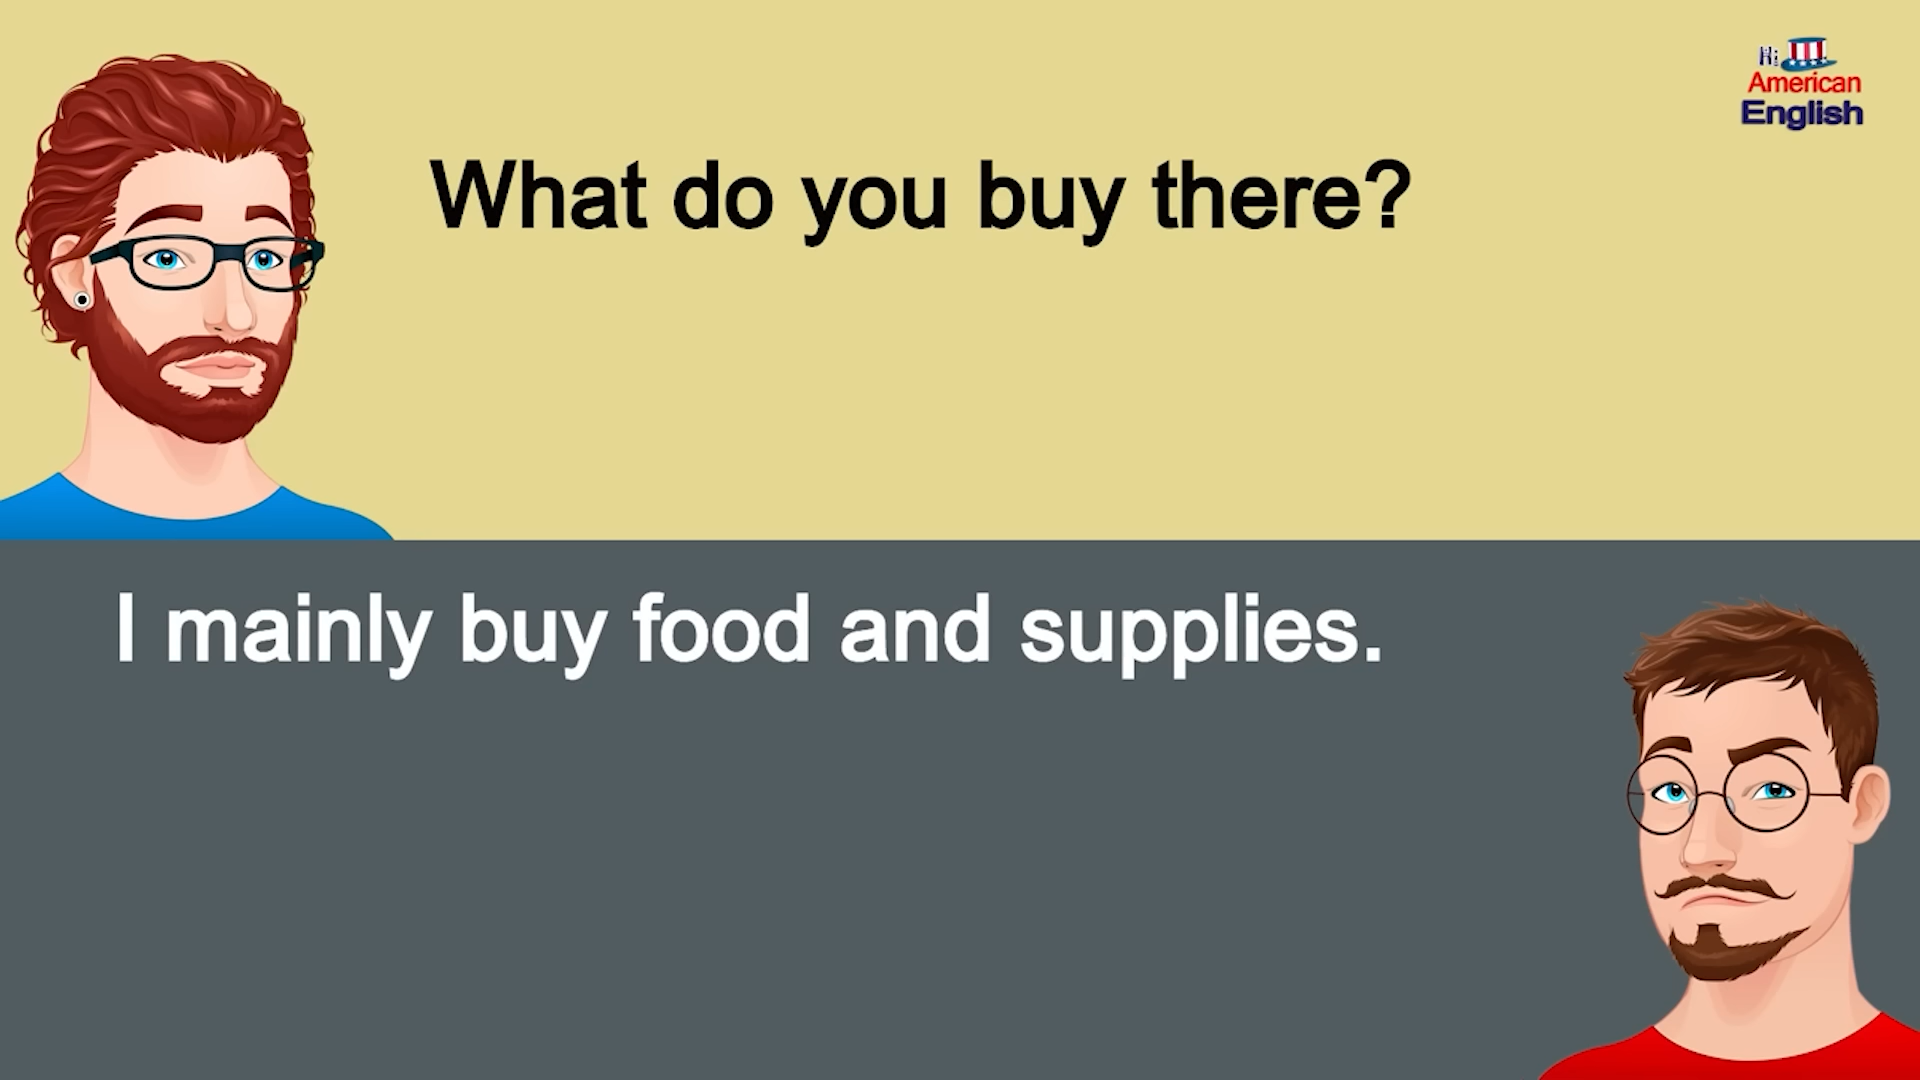 Hi
American
English
What do you buy there?
I mainly buy food and supplies.